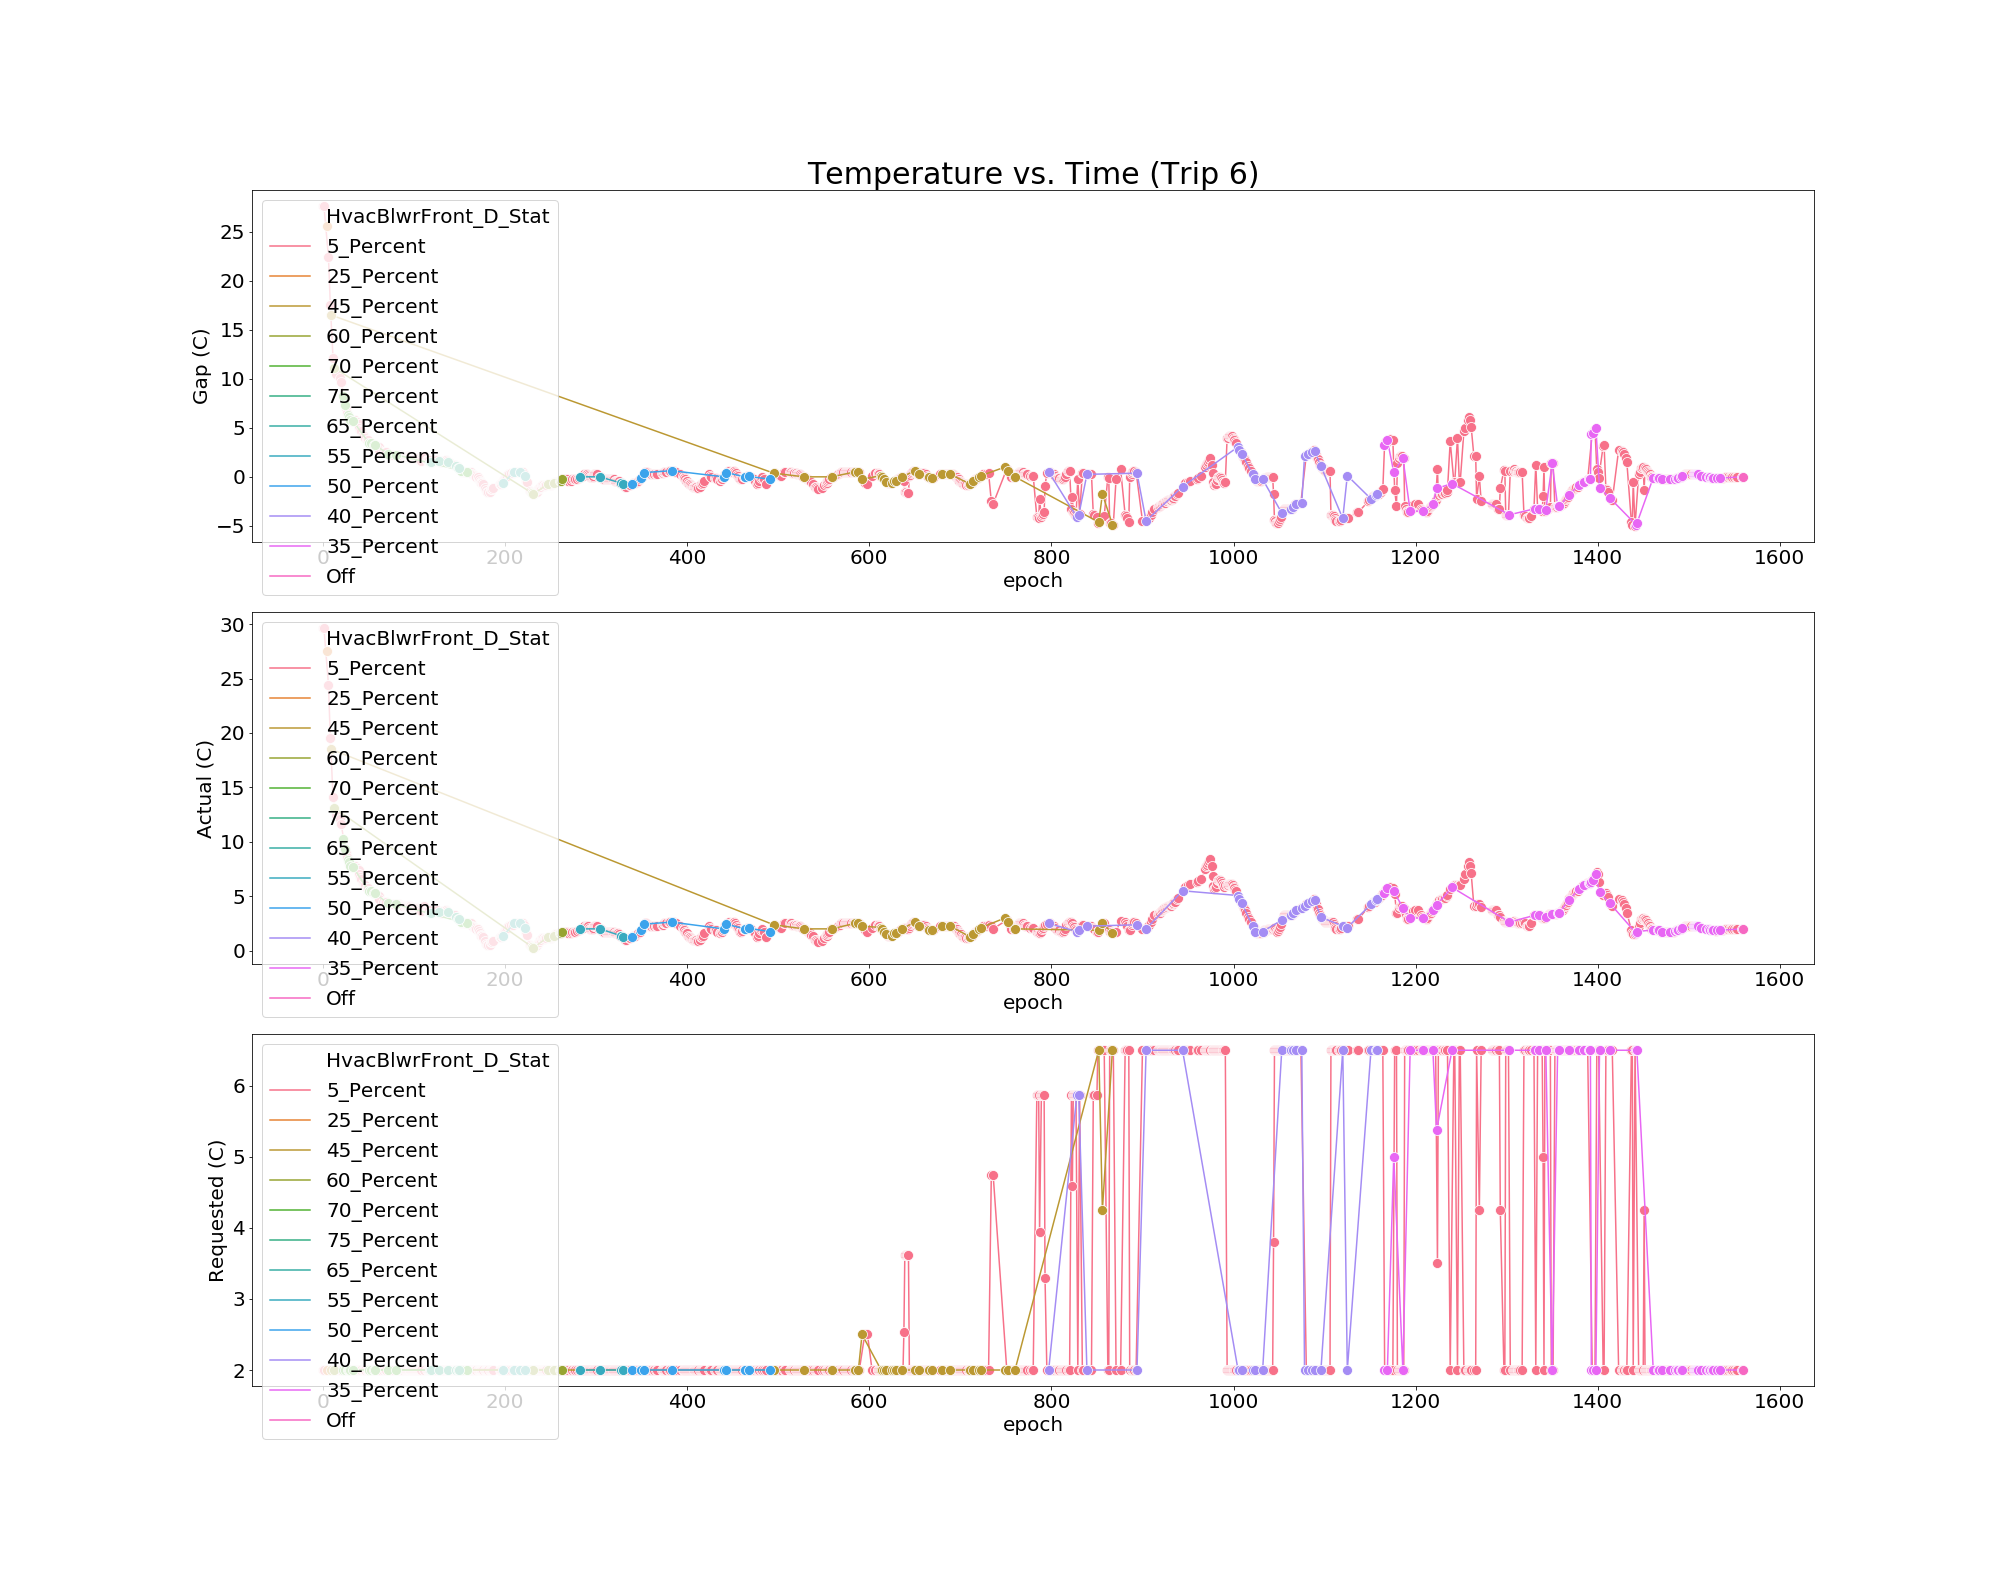 Temperature vs. Time (Trip 6)
Gap (C)
25
20
15
10
5
0
−5
HvacBlwrFront_D_Stat
5_Percent
25_Percent
45_Percent
60_Percent
70_Percent
75_Percent
65_Percent
55_Percent
50_Percent
40_Percent
35_Percent
Off
0 200 400 600 800 1000 1200 1400 1600
epoch
Actual (C)
30
25
20
15
10
5
0
HvacBlwrFront_D_Stat
5_Percent
25_Percent
45_Percent
60_Percent
70_Percent
75_Percent
65_Percent
55_Percent
50_Percent
40_Percent
35_Percent
Off
0 200 400 600 800 1000 1200 1400 1600
epoch
Requested (C)
6
5
4
3
2
HvacBlwrFront_D_Stat
5_Percent
25_Percent
45_Percent
60_Percent
70_Percent
75_Percent
65_Percent
55_Percent
50_Percent
40_Percent
35_Percent
Off
0 200 400 600 800 1000 1200 1400 1600
epoch